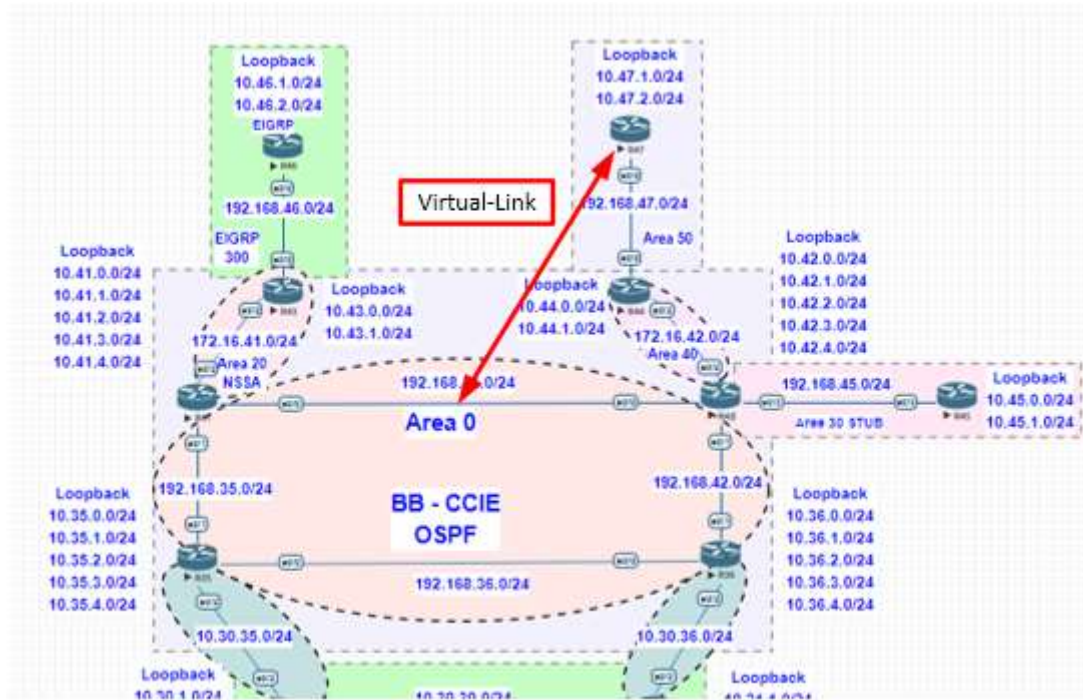 Loopback
10.46.1.0/24
10.46.2.0/24
EIGRP
192.168.46.0/24
EIGRP
300
Loopback
10.47.1.0/24
10.47.2.0/24
Virtual-Link
192.168.47.0/24
Area 50
Loopback
10.41.0.0/24
10.41.1.0/24
10.41.2.0/24
10.41.3.0/24
10.41.4.0/24
Loopback
10.43.0.0/24
10.43.1.0/24
Loopback
10.44.0.0/24
10.44.1.0/24
Loopback
10.42.0.0/24
10.42.1.0/24
10.42.2.0/24
10.42.3.0/24
10.42.4.0/24
172.16.41.0/24
Area 20
NSSA
172.16.42.0/24
Area 40
192.168.45.0/24
Area 30 STUB
Loopback
10.45.0.0/24
10.45.1.0/24
Area 0
192.168.35.0/24
BB - CCIE
OSPF
192.168.42.0/24
Loopback
10.35.0.0/24
10.35.1.0/24
10.35.2.0/24
10.35.3.0/24
10.35.4.0/24
Loopback
10.36.0.0/24
10.36.1.0/24
10.36.2.0/24
10.36.3.0/24
10.36.4.0/24
192.168.36.0/24
10.30.35.0/24
10.30.36.0/24
Loopback
10.30.1.0/24
Loopback